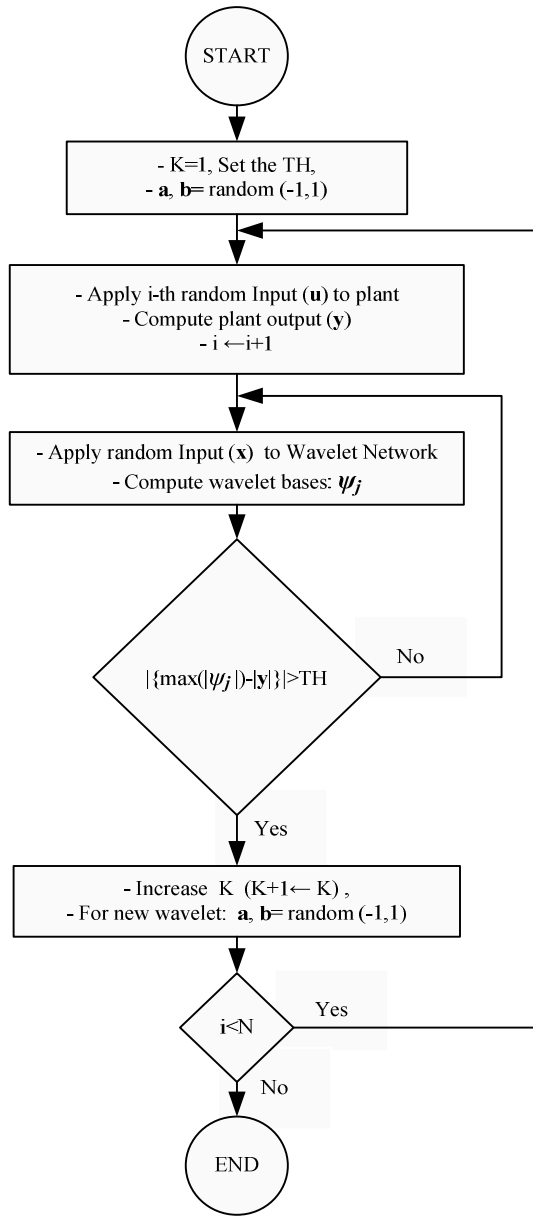 START
- K=1, Set the TH,
- a, b= random (-1,1)
- Apply i-th random Input (u) to plant
- Compute plant output (y)
- i ←i+1
- Apply random Input (x) to Wavelet Network
- Compute wavelet bases: ψj
No
|{max(|ψj|)-|y|}|>TH
Yes
- Increase K (K+1← K) ,
- For new wavelet: a, b= random (-1,1)
Yes
i<N
No
END